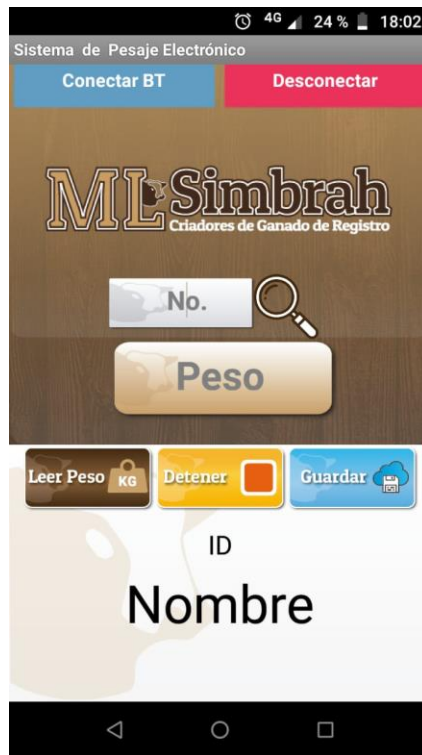 4G 24 % 18:02
Sistema de Pesaje Electrónico
Conectar BT Desconectar
ML Simbrah
Criadores de Ganado de Registro
No.
Peso
Leer Peso KG Detener Guardar
ID
Nombre